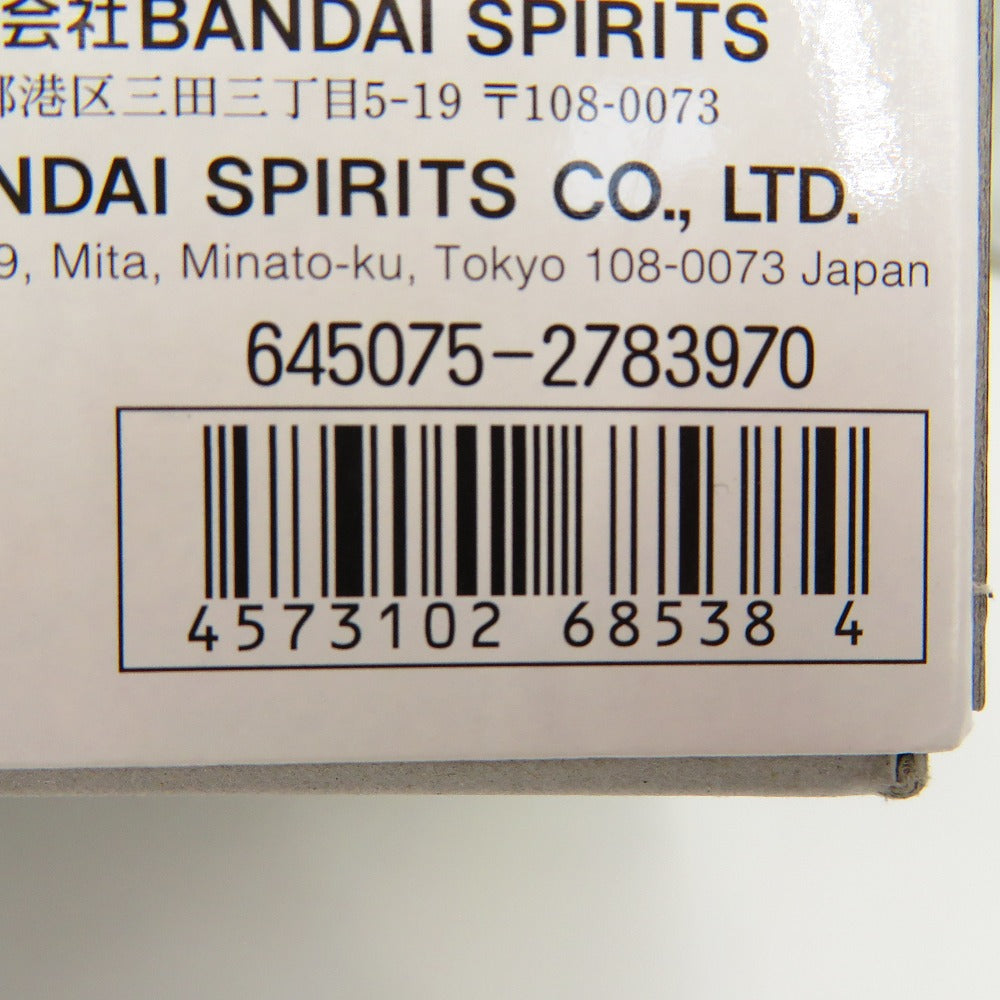 会社BANDAI SPIRITS
港区三田三丁目5-19 〒108-0073
NDAI SPIRITS CO., LTD.
9, Mita, Minato-ku, Tokyo 108-0073 Japan
645075-2783970
4573102 68538 4